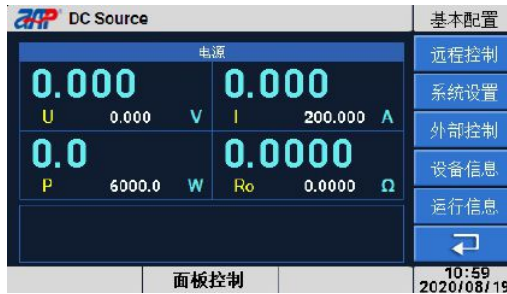 AAP DC Source
基本配置
电源
远程控制
0.000 0.000
U 0.000 V I 200.000 A
系统设置
外部控制
0.0 0.0000
P 6000.0 W Ro 0.0000 Ω
设备信息
运行信息
面板控制
10:59
2020/08/19